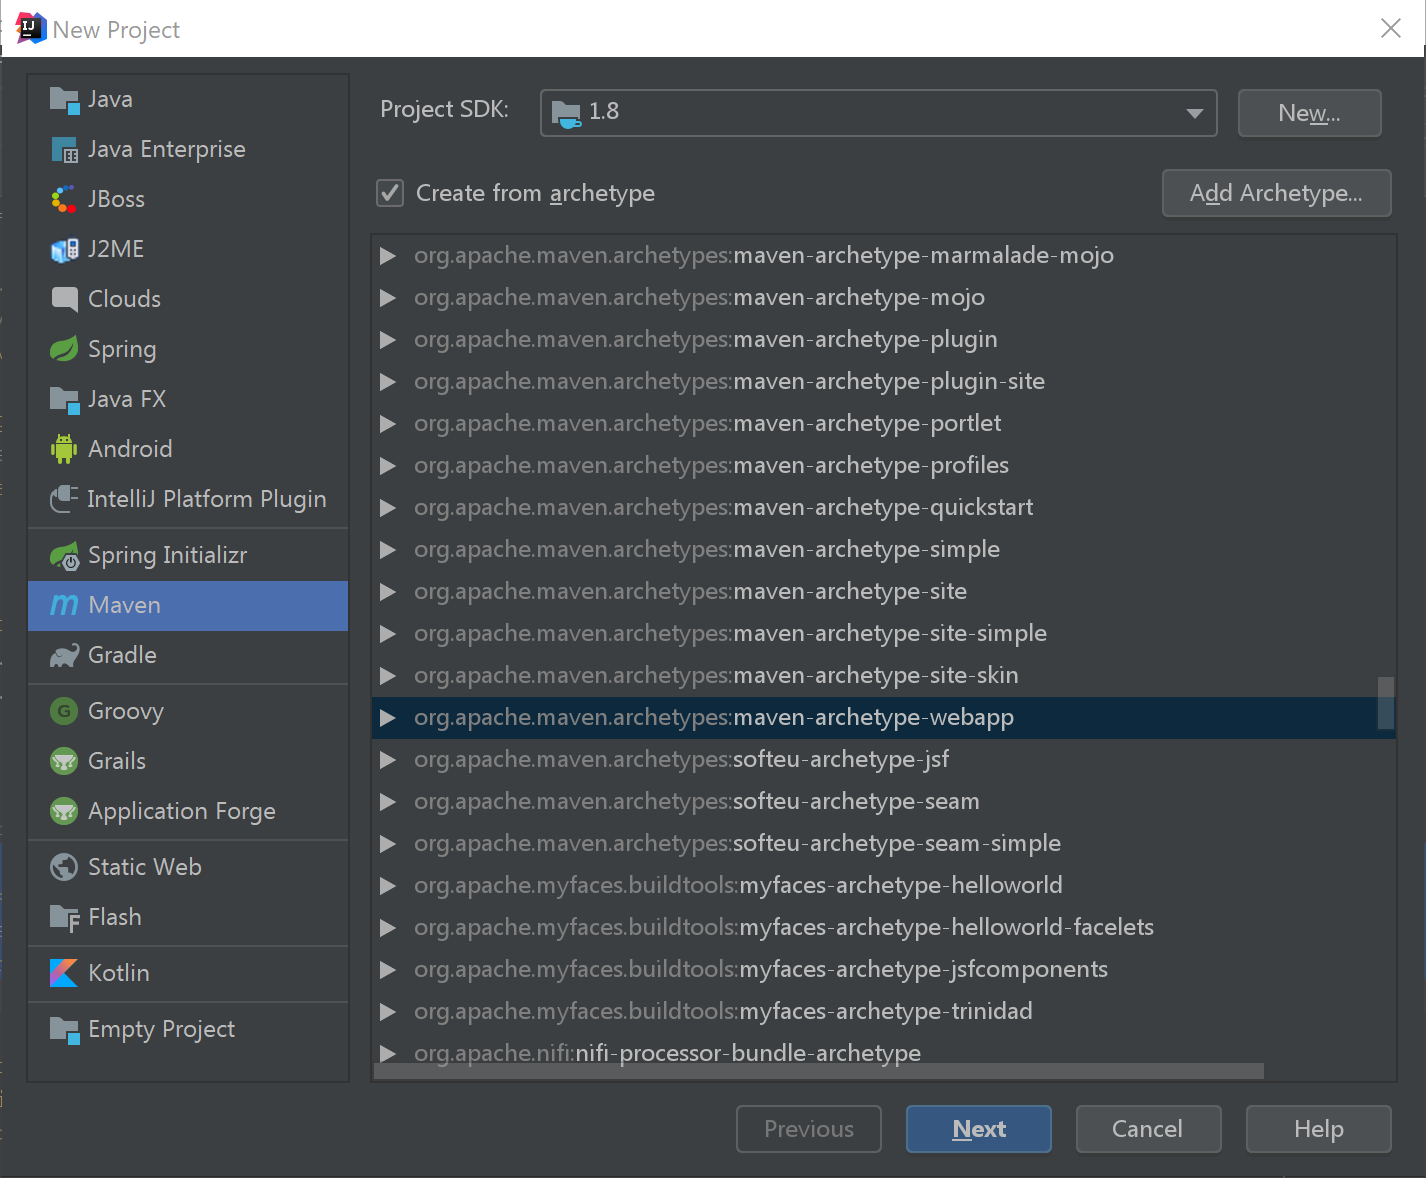 New Project
Java
Java Enterprise
JBoss
J2ME
Clouds
Spring
Java FX
Android
IntelliJ Platform Plugin
Spring Initializr
Maven
Gradle
Groovy
Grails
Application Forge
Static Web
Flash
Kotlin
Empty Project
Project SDK:
1.8
New...
Create from archetype
Add Archetype...
org.apache.maven.archetypes:maven-archetype-marmalade-mojo
org.apache.maven.archetypes:maven-archetype-mojo
org.apache.maven.archetypes:maven-archetype-plugin
org.apache.maven.archetypes:maven-archetype-plugin-site
org.apache.maven.archetypes:maven-archetype-portlet
org.apache.maven.archetypes:maven-archetype-profiles
org.apache.maven.archetypes:maven-archetype-quickstart
org.apache.maven.archetypes:maven-archetype-simple
org.apache.maven.archetypes:maven-archetype-site
org.apache.maven.archetypes:maven-archetype-site-simple
org.apache.maven.archetypes:maven-archetype-site-skin
org.apache.maven.archetypes:maven-archetype-webapp
org.apache.maven.archetypes:softeu-archetype-jsf
org.apache.maven.archetypes:softeu-archetype-seam
org.apache.maven.archetypes:softeu-archetype-seam-simple
org.apache.myfaces.buildtools:myfaces-archetype-helloworld
org.apache.myfaces.buildtools:myfaces-archetype-helloworld-facelets
org.apache.myfaces.buildtools:myfaces-archetype-jsfcomponents
org.apache.myfaces.buildtools:myfaces-archetype-trinidad
org.apache.nifi:nifi-processor-bundle-archetype
Previous
Next
Cancel
Help